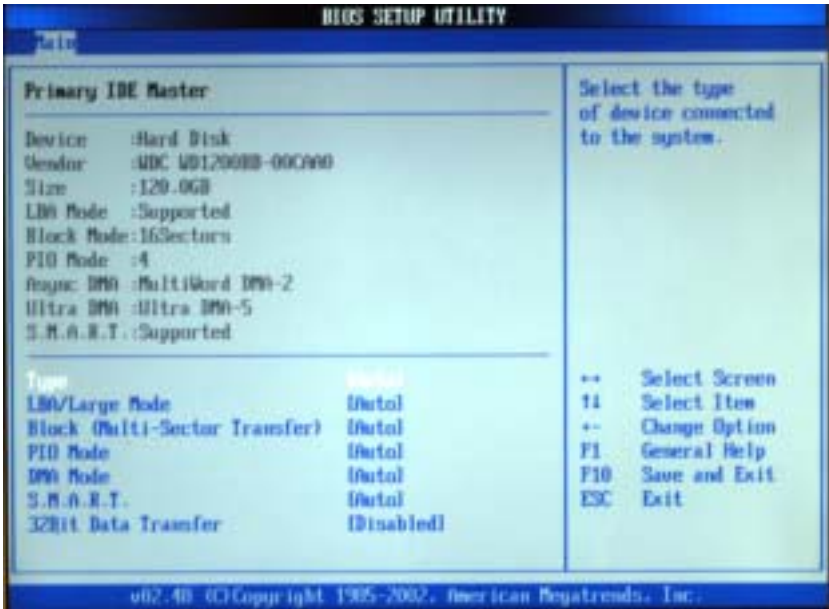 BIOS SETUP UTILITY
Main
Primary IDE Master
Device :Hard Disk
Vendor :WDC WD1200BB-00CAA0
Size :120.0GB
LBA Mode :Supported
Block Mode:16Sectors
PIO Mode :4
Async DMA :MultiWord DMA-2
Ultra DMA :Ultra DMA-5
S.M.A.R.T.:Supported
Type [Auto]
LBA/Large Mode [Auto]
Block (Multi-Sector Transfer) [Auto]
PIO Mode [Auto]
DMA Mode [Auto]
S.M.A.R.T. [Auto]
32Bit Data Transfer [Disabled]
Select the type
of device connected
to the system.
↔ Select Screen
↑↓ Select Item
+- Change Option
F1 General Help
F10 Save and Exit
ESC Exit
v02.48 (C)Copyright 1985-2002, American Megatrends, Inc.